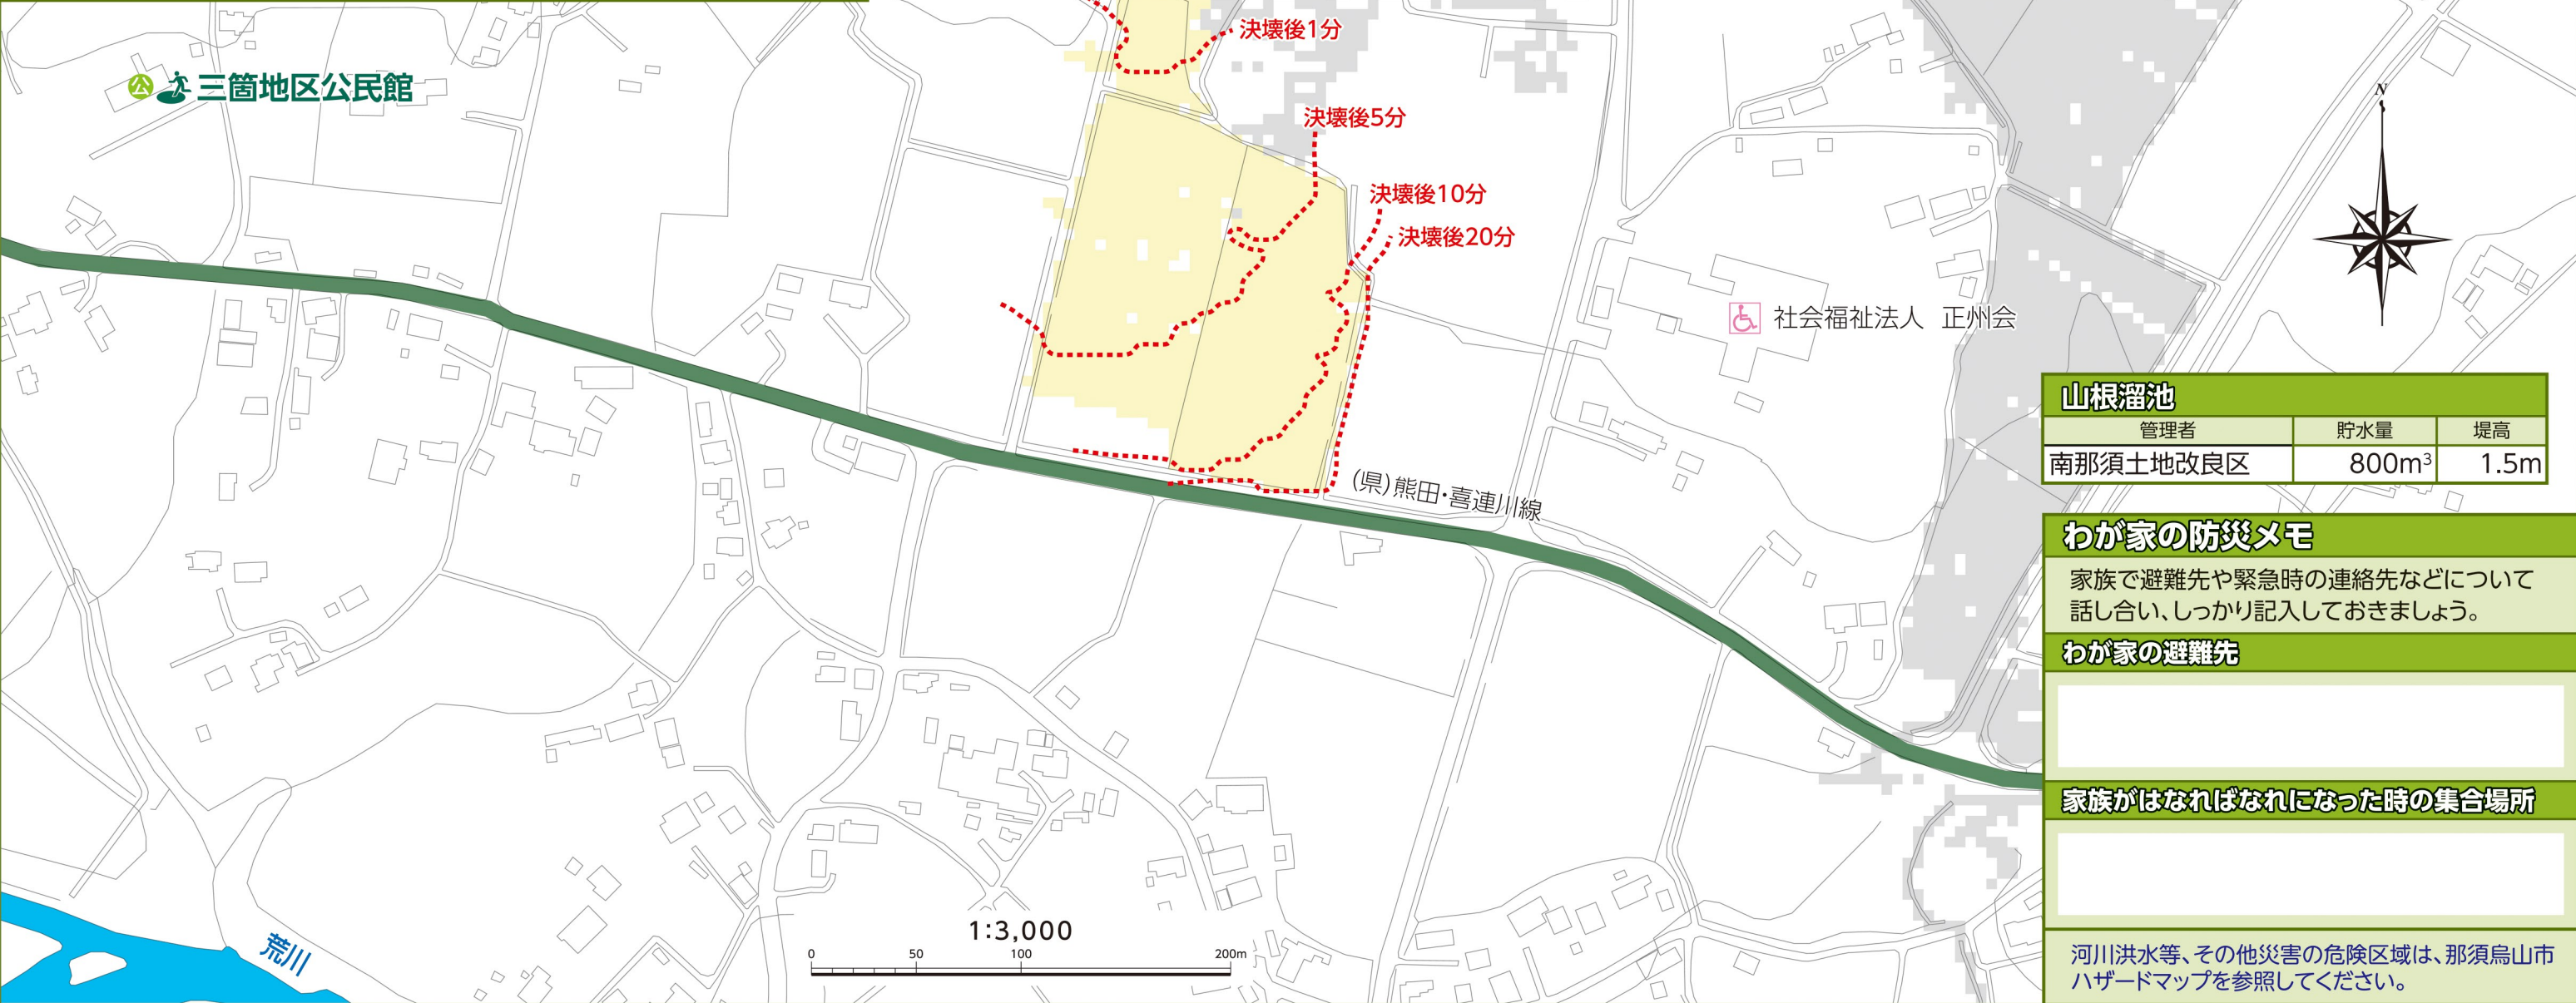 公 三箇地区公民館
決壊後1分
決壊後5分
決壊後10分
決壊後20分
N
社会福祉法人 正州会
(県)熊田・喜連川線
荒川
1:3,000
0 50 100 200m
山根溜池
管理者 貯水量 堤高
南那須土地改良区 800m³ 1.5m
わが家の防災メモ
家族で避難先や緊急時の連絡先などについて
話し合い、しっかり記入しておきましょう。
わが家の避難先
家族がはなればなれになった時の集合場所
河川洪水等、その他災害の危険区域は、那須烏山市
ハザードマップを参照してください。